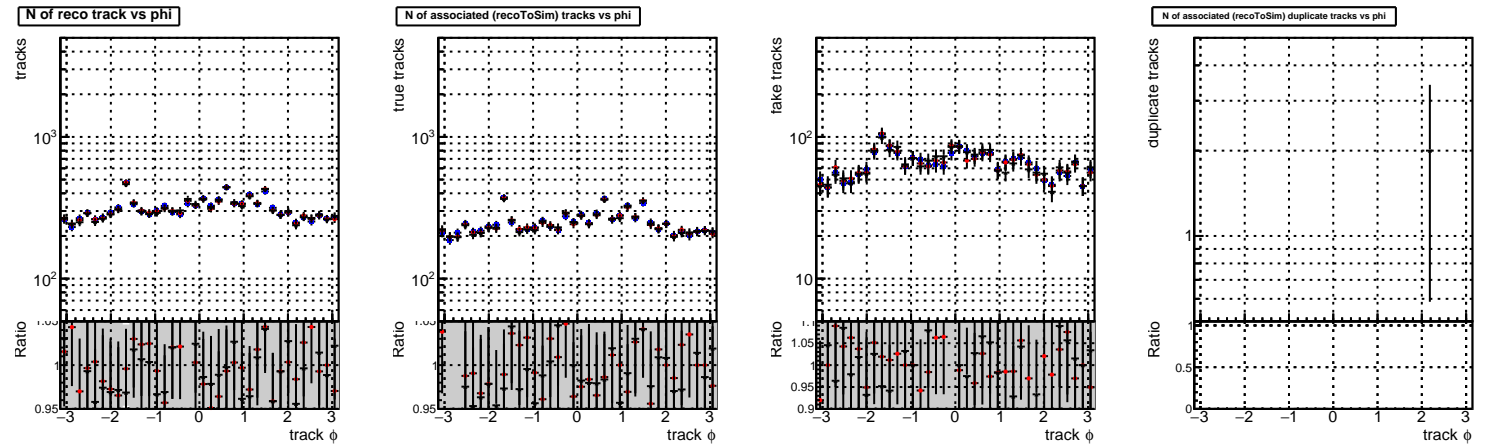 N of reco track vs phi
tracks
10³
10²
Ratio
0.95
−3 −2 −1 0 1 2 3
track ϕ
N of associated (recoToSim) tracks vs phi
true tracks
10³
10²
Ratio
1
0.95
−3 −2 −1 0 1 2 3
track ϕ
fake tracks
10²
10
Ratio
1.05
1
0.95
0.9
−3 −2 −1 0 1 2 3
track ϕ
N of associated (recoToSim) duplicate tracks vs phi
duplicate tracks
1
Ratio
1
0.5
0
−3 −2 −1 0 1 2 3
track ϕ